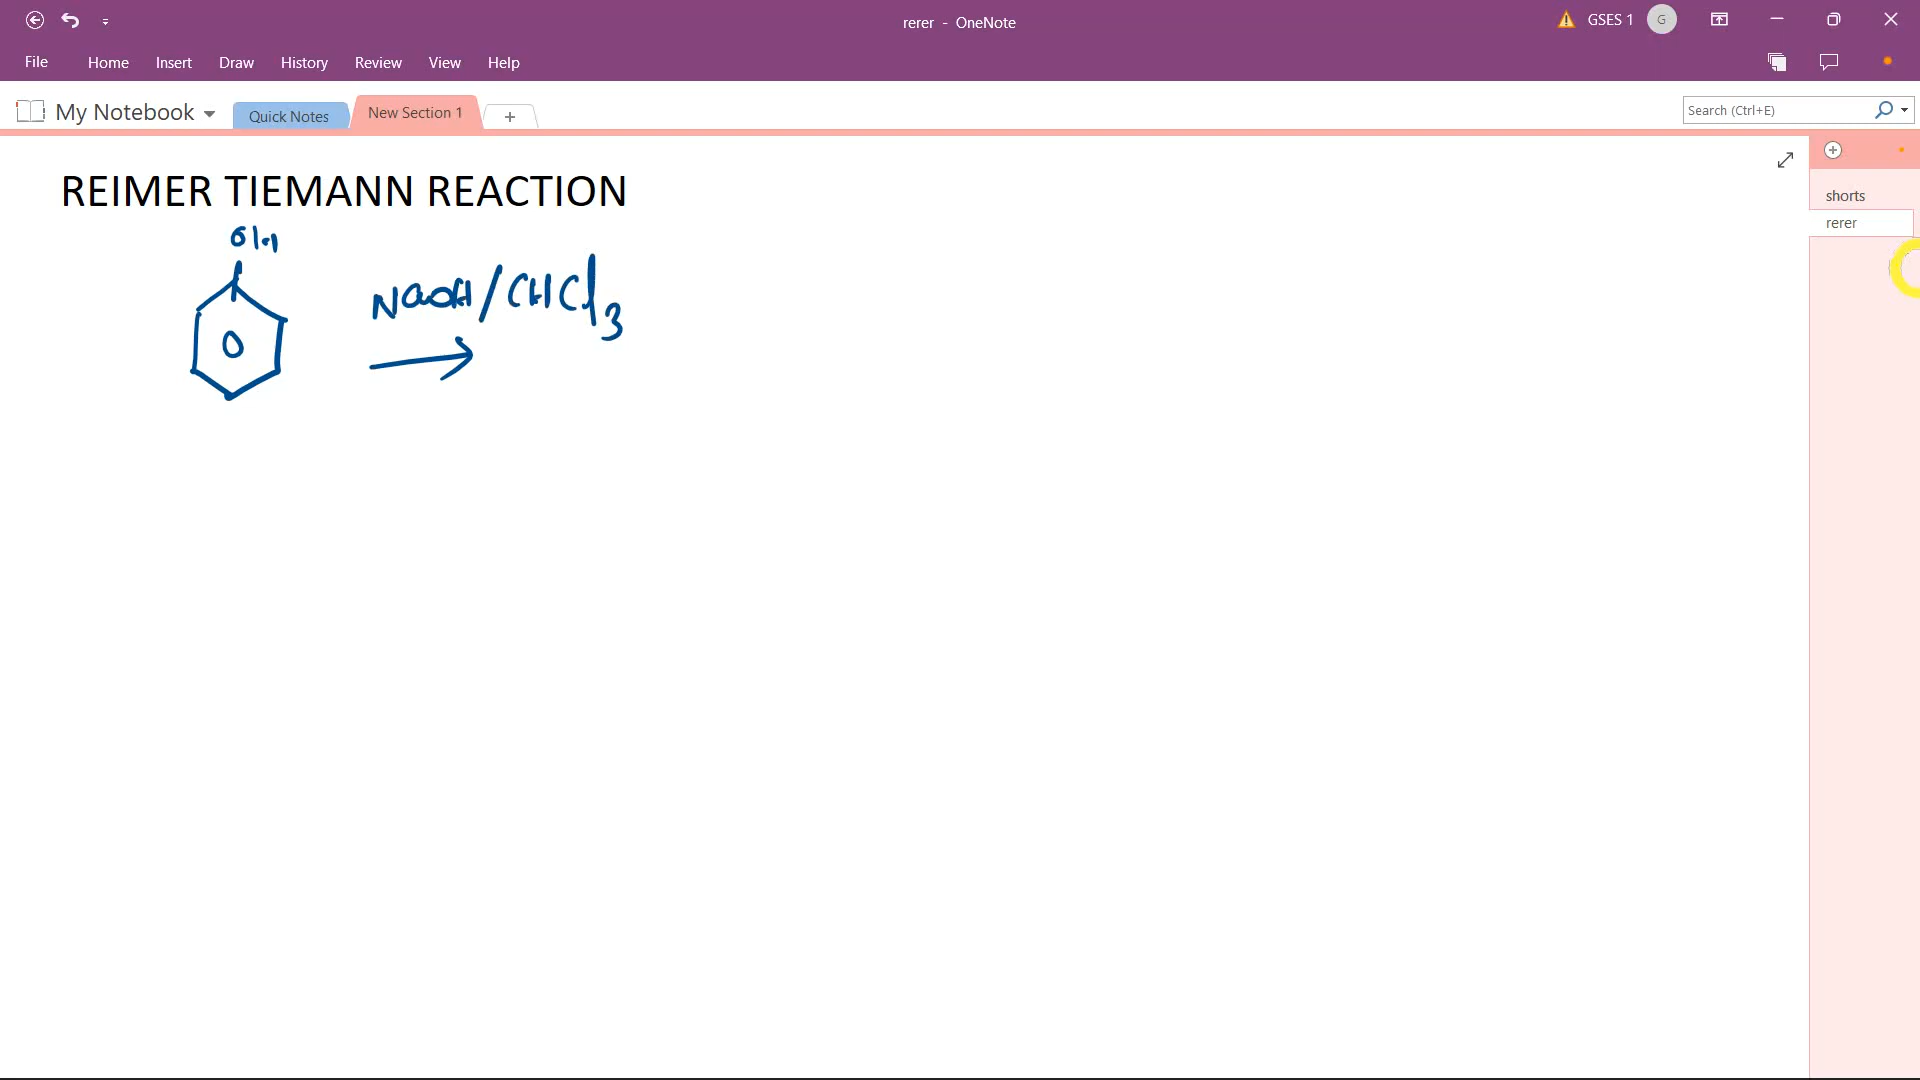 rerer - OneNote
GSES 1
G
File Home Insert Draw History Review View Help
My Notebook
Quick Notes
New Section 1
+
Search (Ctrl+E)
REIMER TIEMANN REACTION
shorts
rerer
OH
NaOH/CHCl3